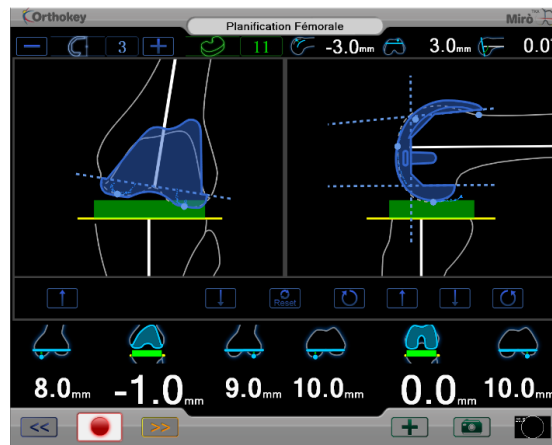 Orthokey
Planification Fémorale
Mirò
3
11
-3.0mm
3.0mm
0.0
Reset
8.0mm
-1.0mm
9.0mm
10.0mm
0.0mm
10.0mm
<<
>>